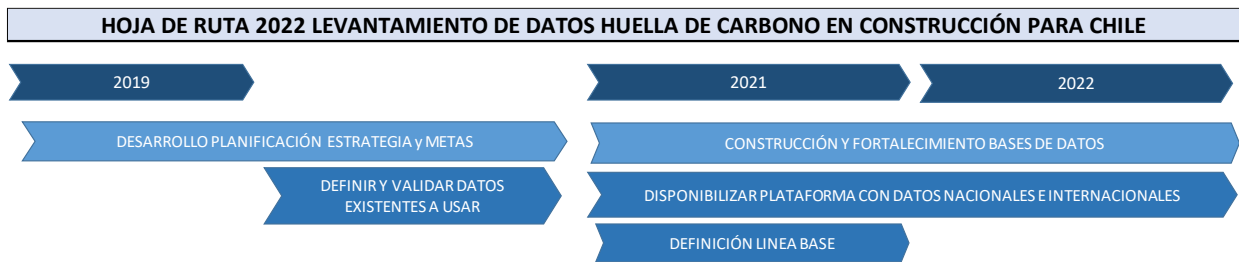 HOJA DE RUTA 2022 LEVANTAMIENTO DE DATOS HUELLA DE CARBONO EN CONSTRUCCIÓN PARA CHILE
2019
2021
2022
DESARROLLO PLANIFICACIÓN ESTRATEGIA y METAS
CONSTRUCCIÓN Y FORTALECIMIENTO BASES DE DATOS
DEFINIR Y VALIDAR DATOS
EXISTENTES A USAR
DISPONIBILIZAR PLATAFORMA CON DATOS NACIONALES E INTERNACIONALES
DEFINICIÓN LINEA BASE